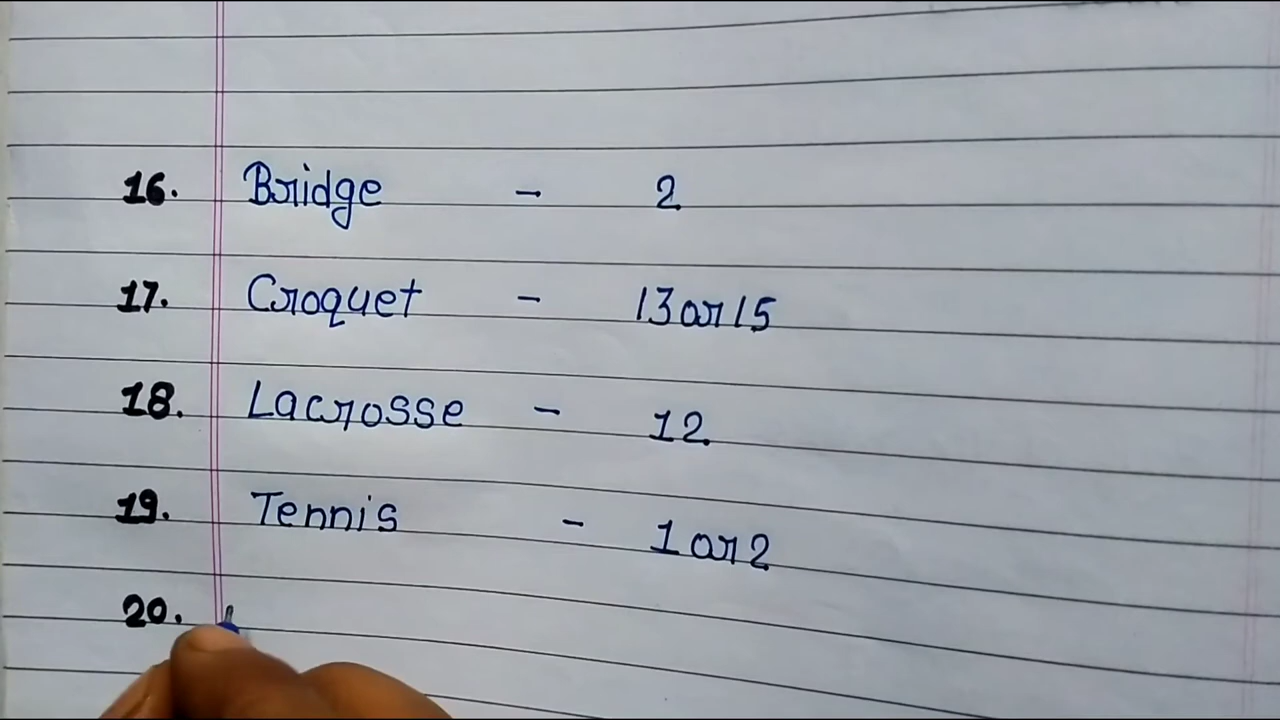 16. Bridge - 2
17. Croquet - 13 or 15
18. Lacrosse - 12
19. Tennis - 1 or 2
20.